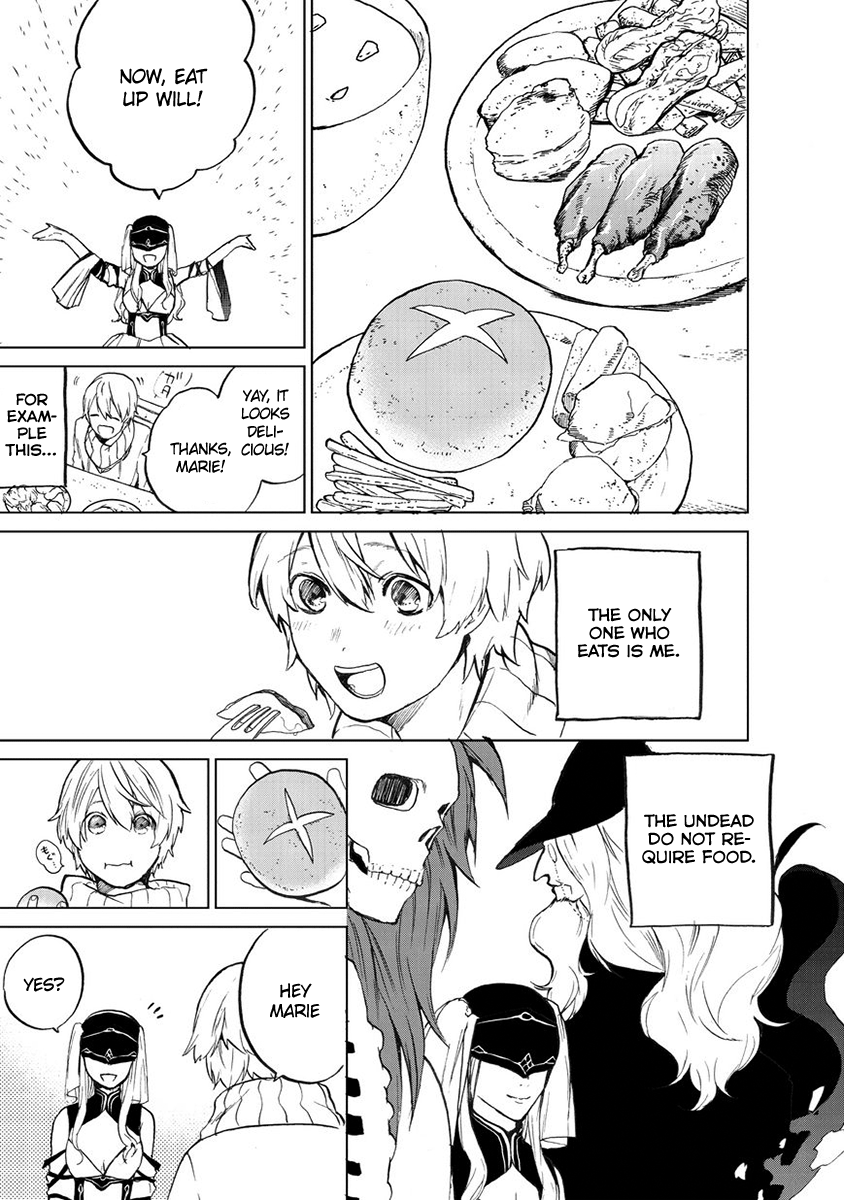 NOW, EAT
UP WILL!
YAY, IT
LOOKS
DELI-
CIOUS!
THANKS,
MARIE!
FOR
EXAM-
PLE
THIS...
THE ONLY
ONE WHO
EATS IS ME.
THE UNDEAD
DO NOT RE-
QUIRE FOOD.
HEY
MARIE
YES?